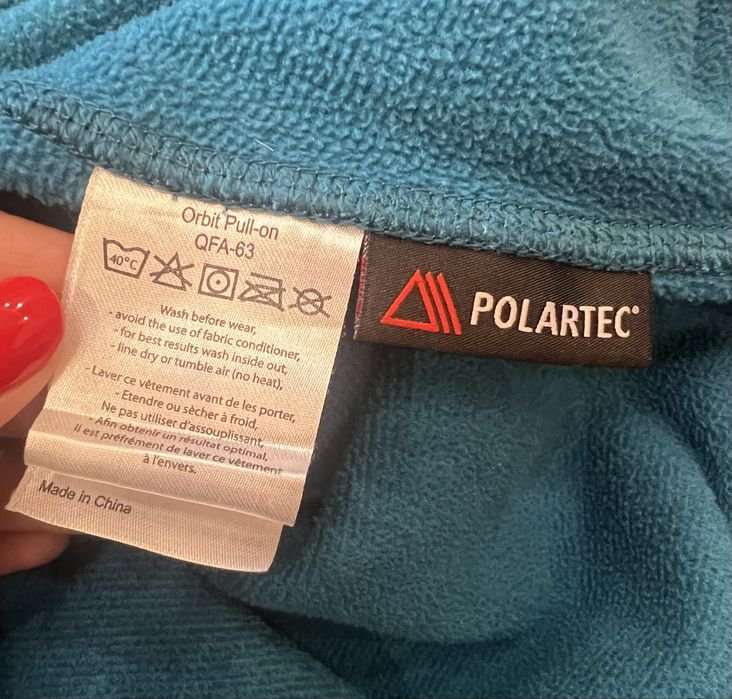 Orbit Pull-on
QFA-63
40°C
Wash before wear,
- avoid the use of fabric conditioner,
- for best results wash inside out,
- line dry or tumble air (no heat),
- Laver ce vêtement avant de les porter,
- Etendre ou sècher à froid,
Ne pas utiliser d'assouplissant,
- Afin obtenir un résultat optimal,
il est préfrément de laver ce vêtement
à l'envers.
Made in China
POLARTEC®